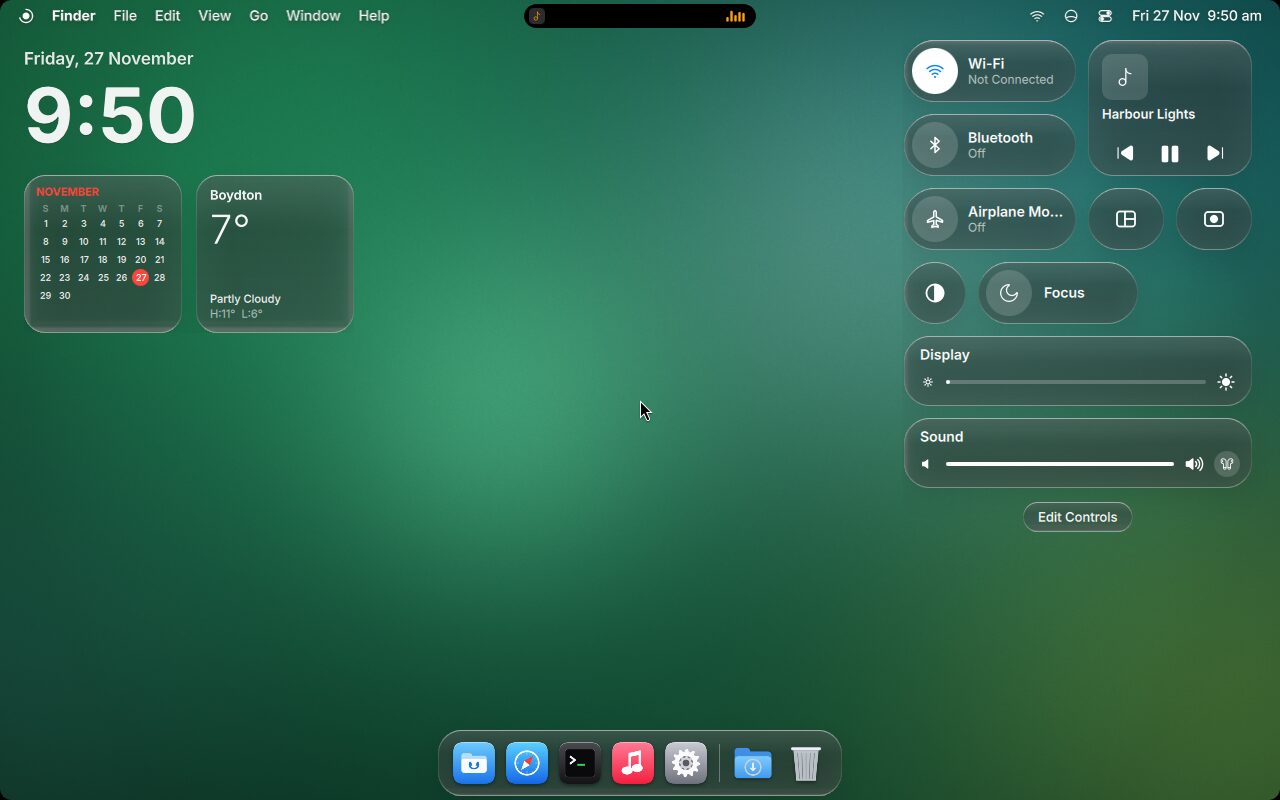 Finder File Edit View Go Window Help
Fri 27 Nov 9:50 am
Friday, 27 November
9:50
NOVEMBER
S M T W T F S
1 2 3 4 5 6 7
8 9 10 11 12 13 14
15 16 17 18 19 20 21
22 23 24 25 26 27 28
29 30
Boydton
7°
Partly Cloudy
H:11° L:6°
Wi-Fi
Not Connected
Harbour Lights
Bluetooth
Off
Airplane Mo...
Off
Focus
Display
Sound
Edit Controls